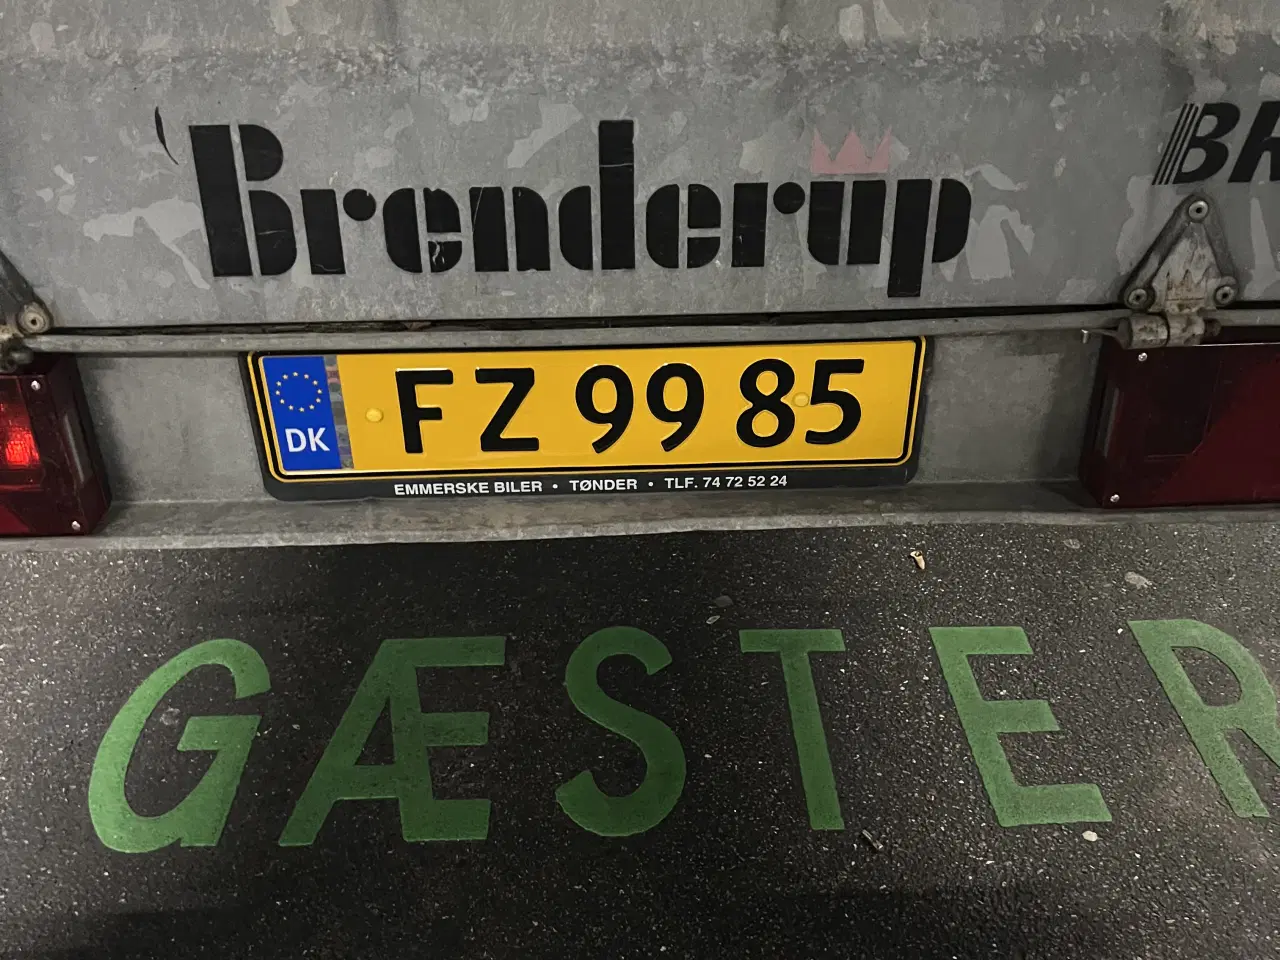 Brenderup
BR
DK
FZ 99 85
EMMERSKE BILER • TØNDER • TLF. 74 72 52 24
GÆSTER